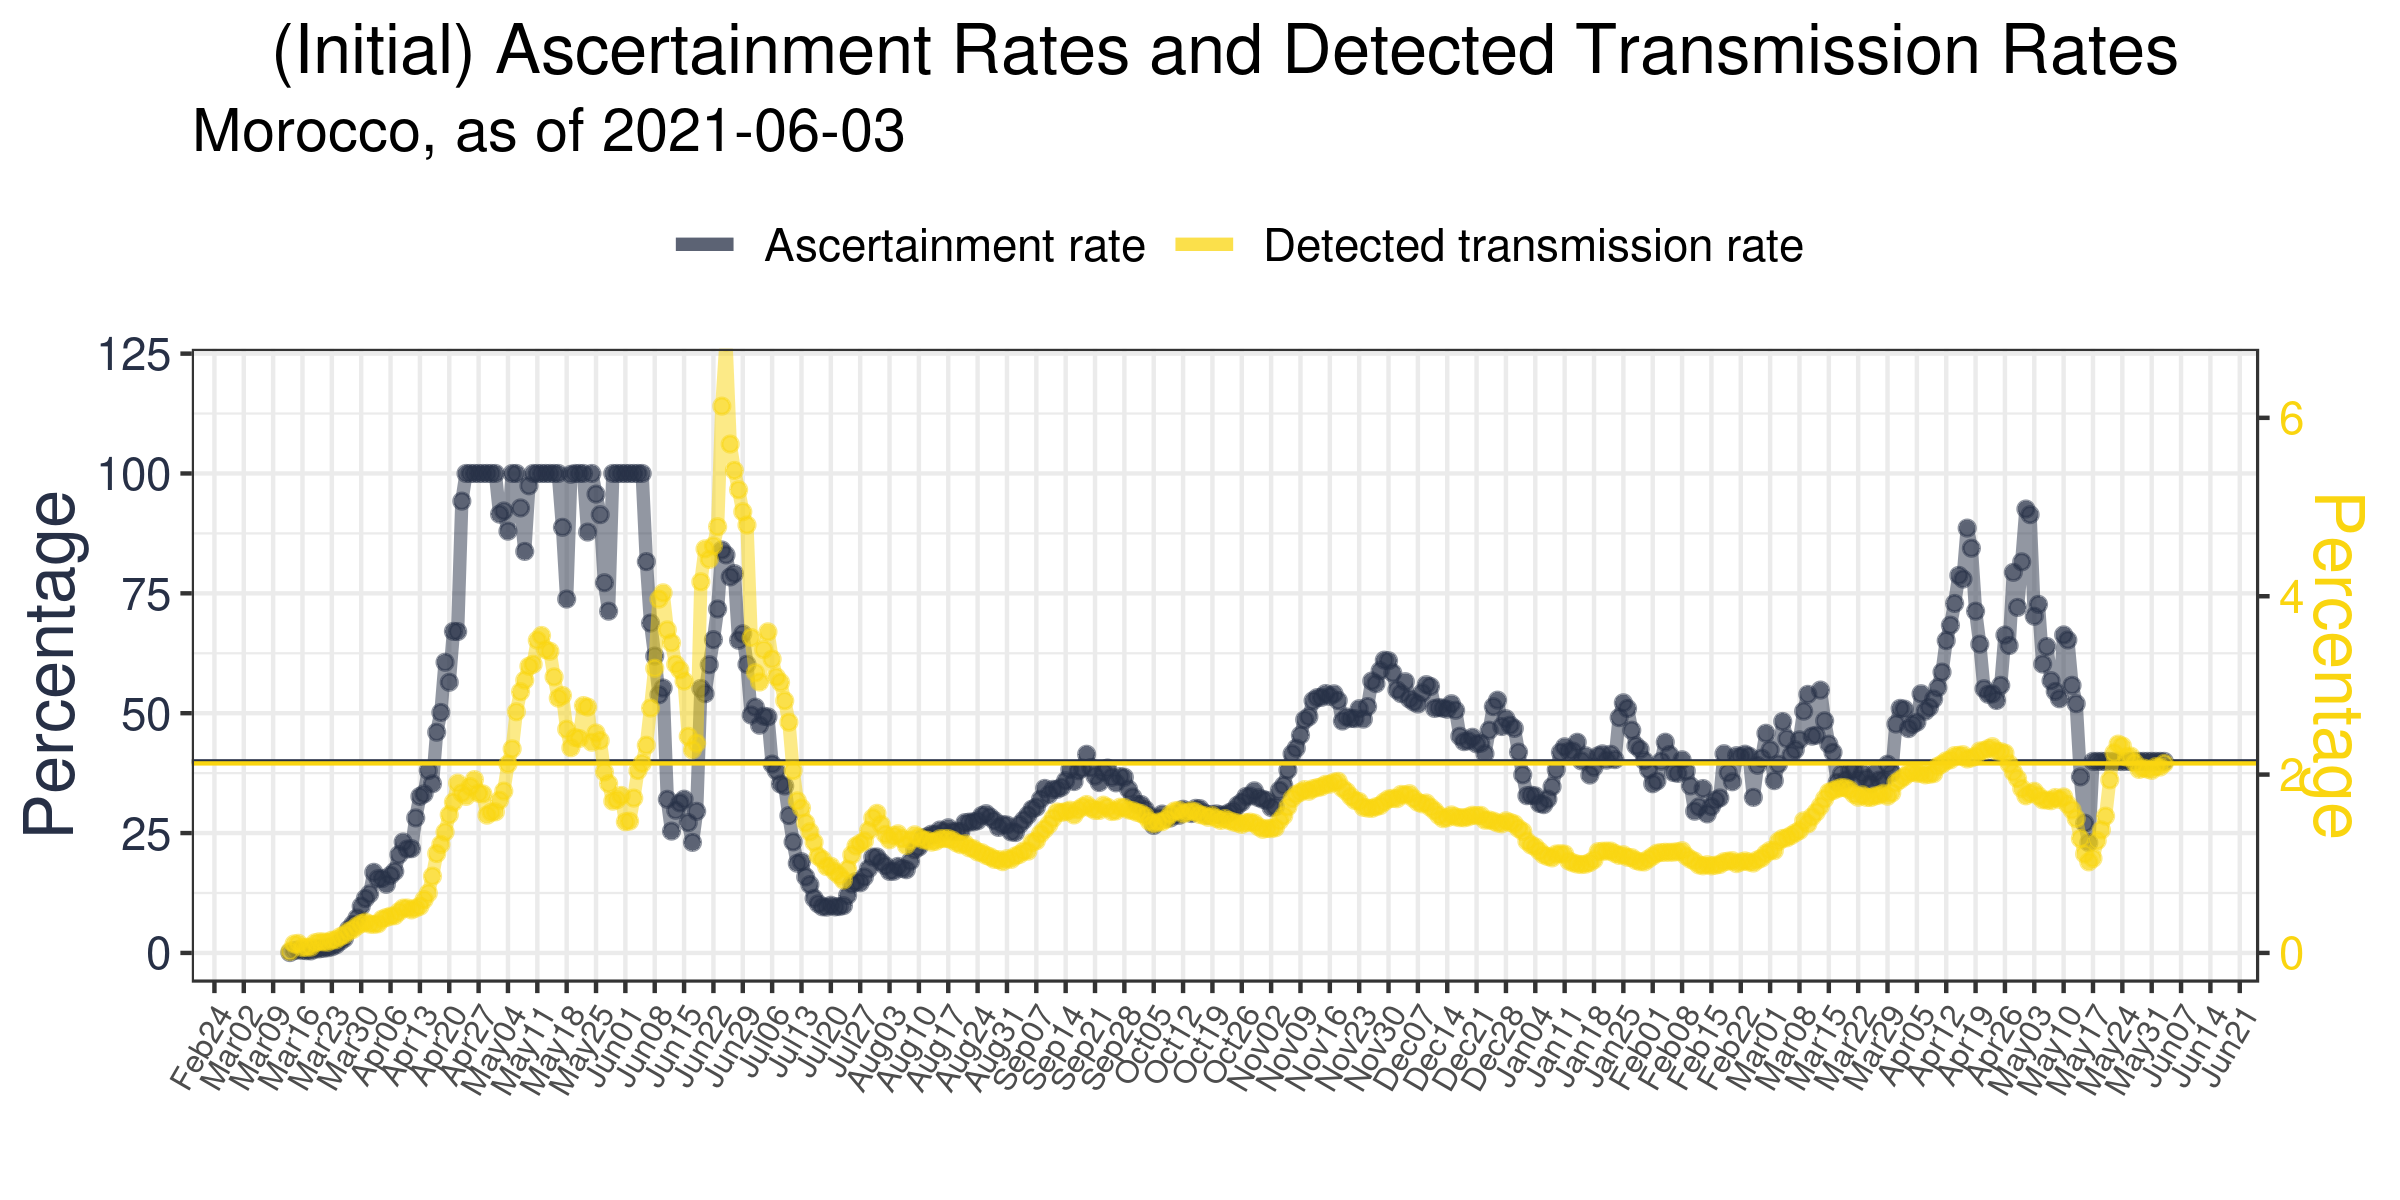 (Initial) Ascertainment Rates and Detected Transmission Rates
Morocco, as of 2021-06-03
Ascertainment rate
Detected transmission rate
Percentage
125
100
75
50
25
0
6
4
2
0
Percentage
Feb24
Mar02
Mar09
Mar16
Mar23
Mar30
Apr06
Apr13
Apr20
Apr27
May04
May11
May18
May25
Jun01
Jun08
Jun15
Jun22
Jun29
Jul06
Jul13
Jul20
Jul27
Aug03
Aug10
Aug17
Aug24
Aug31
Sep07
Sep14
Sep21
Sep28
Oct05
Oct12
Oct19
Oct26
Nov02
Nov09
Nov16
Nov23
Nov30
Dec07
Dec14
Dec21
Dec28
Jan04
Jan11
Jan18
Jan25
Feb01
Feb08
Feb15
Feb22
Mar01
Mar08
Mar15
Mar22
Mar29
Apr05
Apr12
Apr19
Apr26
May03
May10
May17
May24
May31
Jun07
Jun14
Jun21